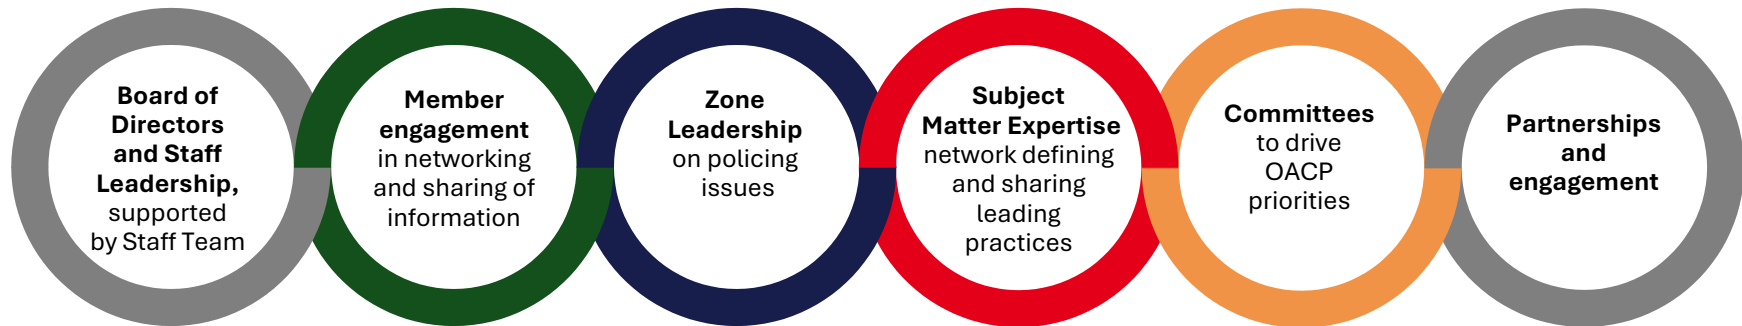 Board of
Directors
and Staff
Leadership,
supported
by Staff Team
Member
engagement
in networking
and sharing of
information
Zone
Leadership
on policing
issues
Subject
Matter Expertise
network defining
and sharing
leading
practices
Committees
to drive
OACP
priorities
Partnerships
and
engagement